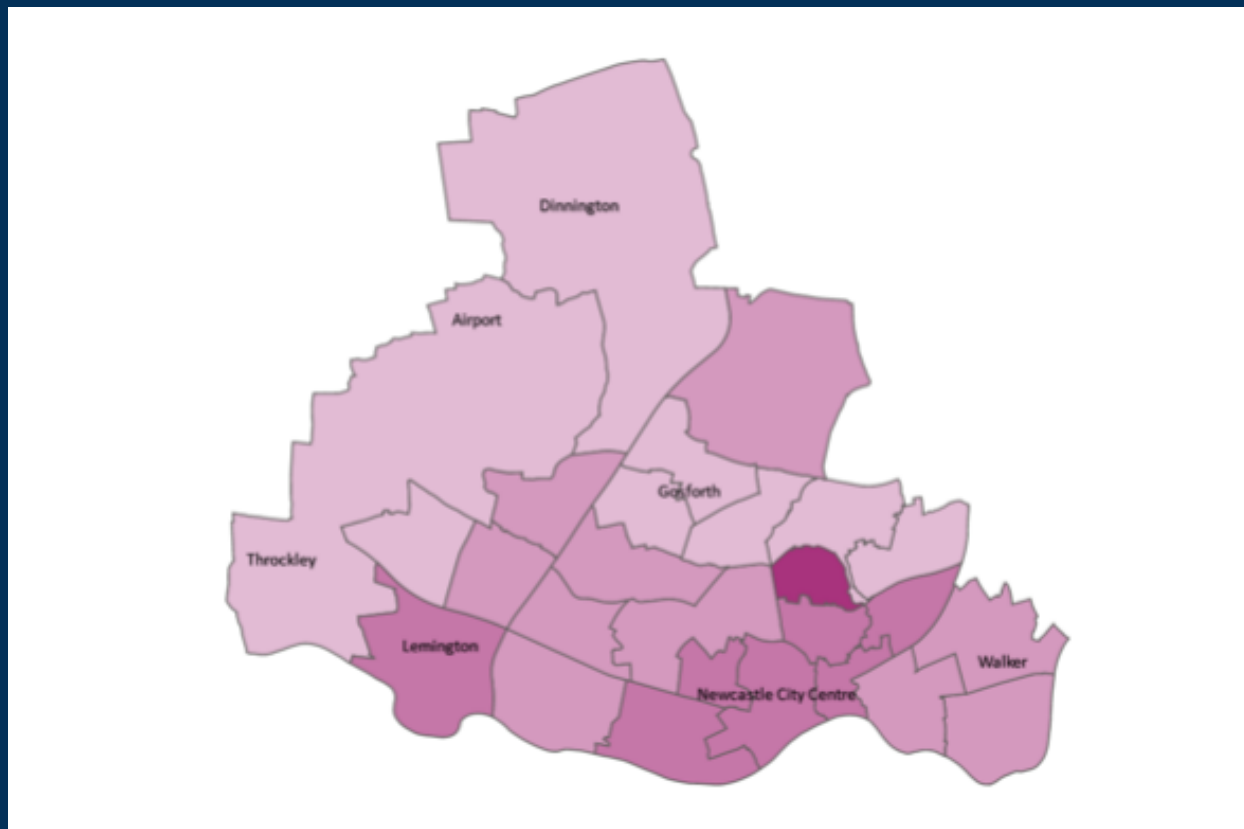 Dinnington
Airport
Gosforth
Throckley
Lemington
Walker
Newcastle City Centre